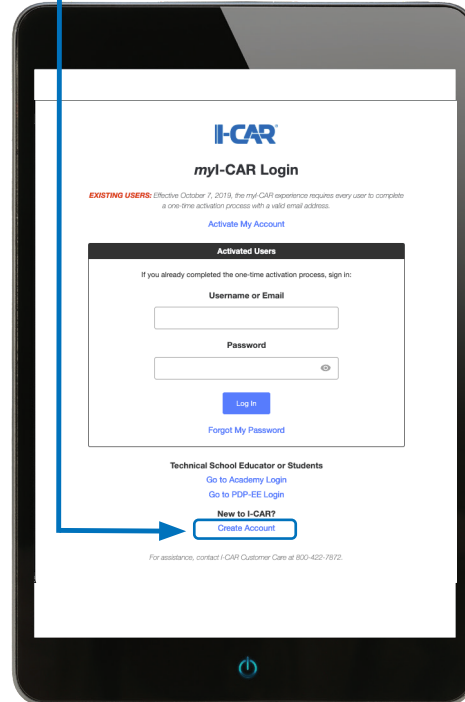 I-CAR
myI-CAR Login
EXISTING USERS: Effective October 7, 2019, the myI-CAR experience requires every user to complete
a one-time activation process with a valid email address.
Activate My Account
Activated Users
If you already completed the one-time activation process, sign in:
Username or Email
Password
Log In
Forgot My Password
Technical School Educator or Students
Go to Academy Login
Go to PDP-EE Login
New to I-CAR?
Create Account
For assistance, contact I-CAR Customer Care at 800-422-7872.